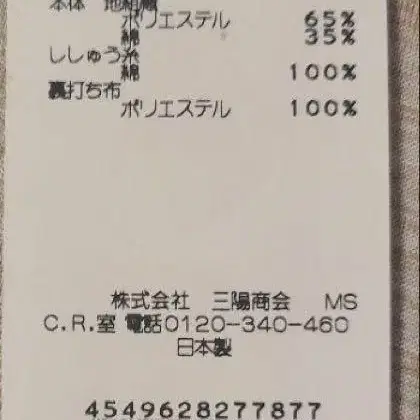 本体 地組織
ポリエステル 65%
綿 35%
ししゅう糸
綿 100%
裏打ち布
ポリエステル 100%
株式会社 三陽商会 MS
C.R.室 電話0120-340-460
日本製
4549628277877